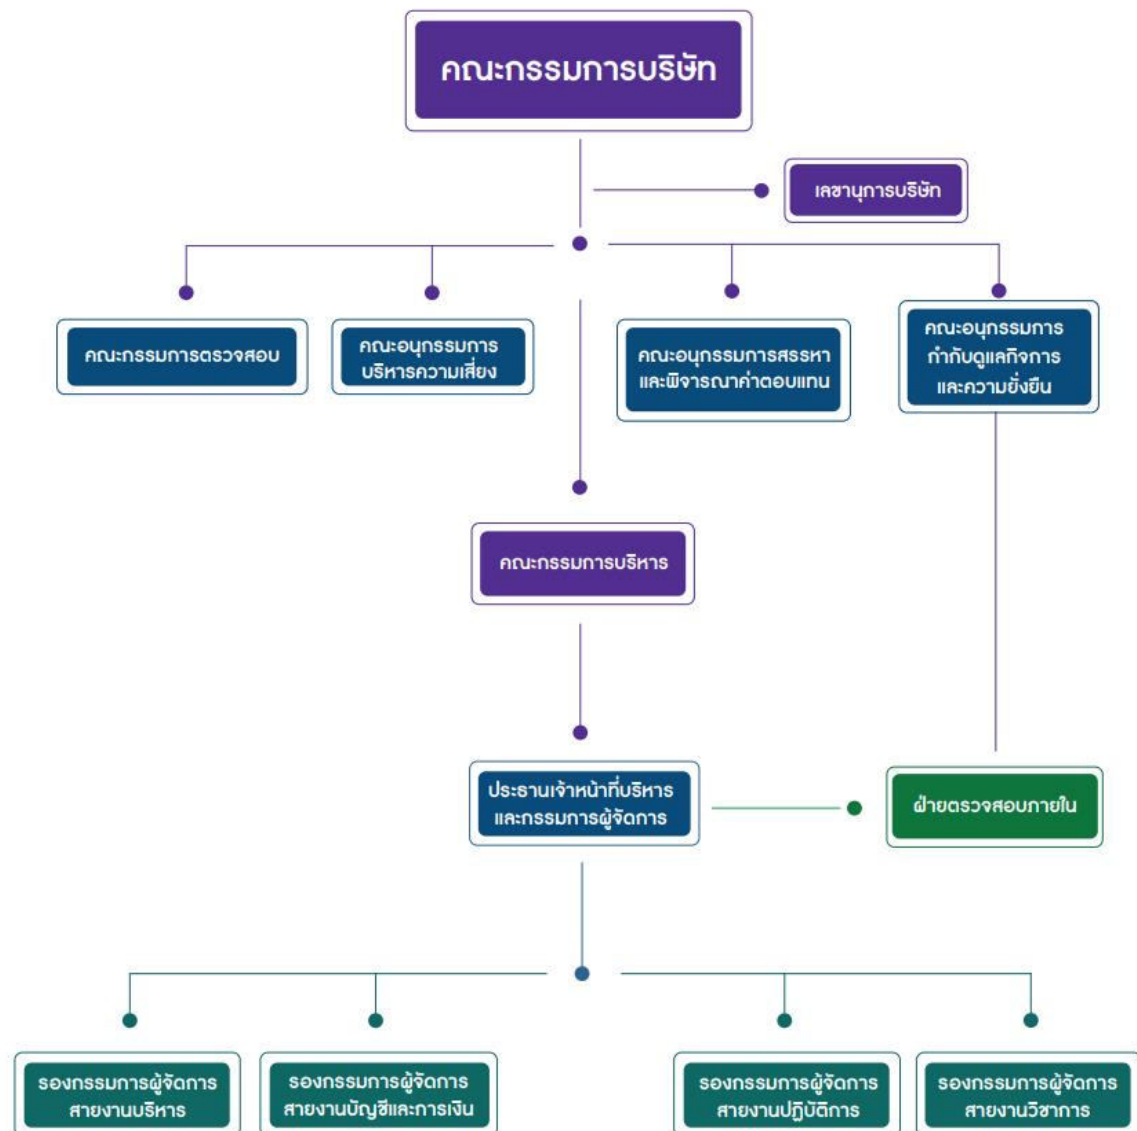 คณะกรรมการบริษัท
เลขานุการบริษัท
คณะกรรมการตรวจสอบ
คณะอนุกรรมการ
บริหารความเสี่ยง
คณะอนุกรรมการสรรหา
และพิจารณาค่าตอบแทน
คณะอนุกรรมการ
กำกับดูแลกิจการ
และความยั่งยืน
คณะกรรมการบริหาร
ประธานเจ้าหน้าที่บริหาร
และกรรมการผู้จัดการ
ฝ่ายตรวจสอบภายใน
รองกรรมการผู้จัดการ
สายงานบริหาร
รองกรรมการผู้จัดการ
สายงานบัญชีและการเงิน
รองกรรมการผู้จัดการ
สายงานปฏิบัติการ
รองกรรมการผู้จัดการ
สายงานวิชาการ